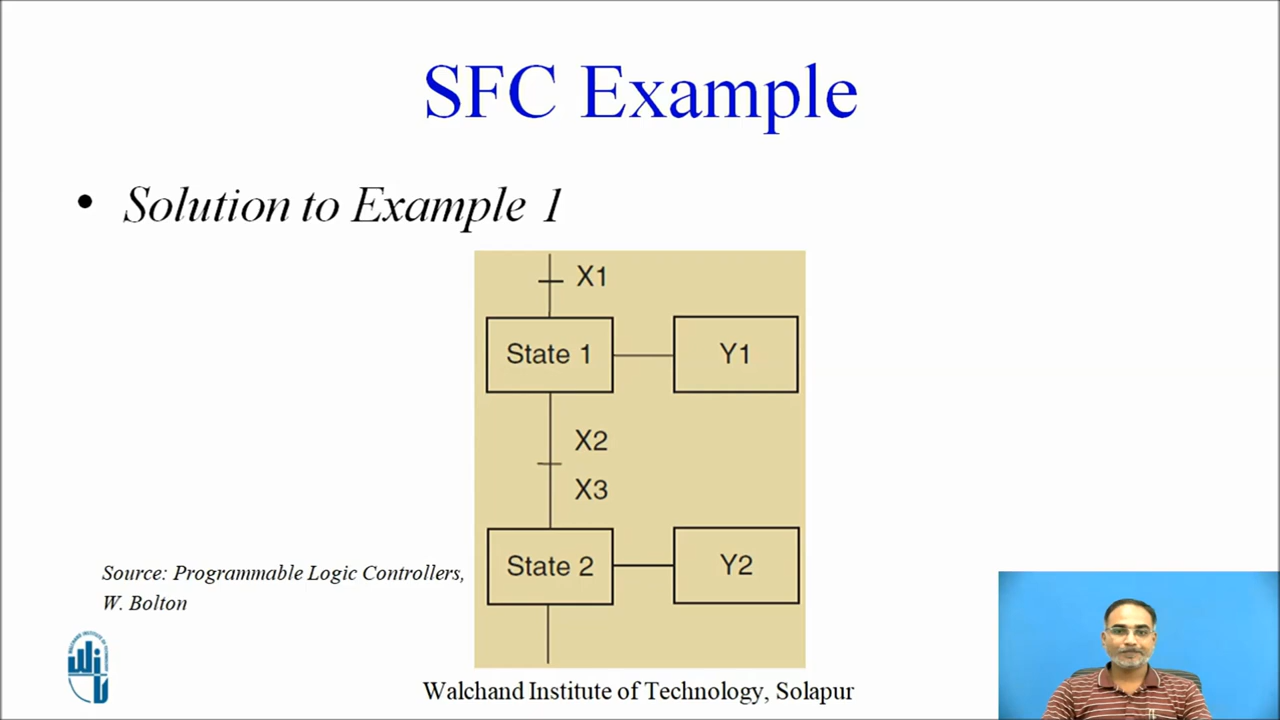 SFC Example
• Solution to Example 1
X1
State 1
Y1
X2
X3
State 2
Y2
Source: Programmable Logic Controllers,
W. Bolton
Walchand Institute of Technology, Solapur